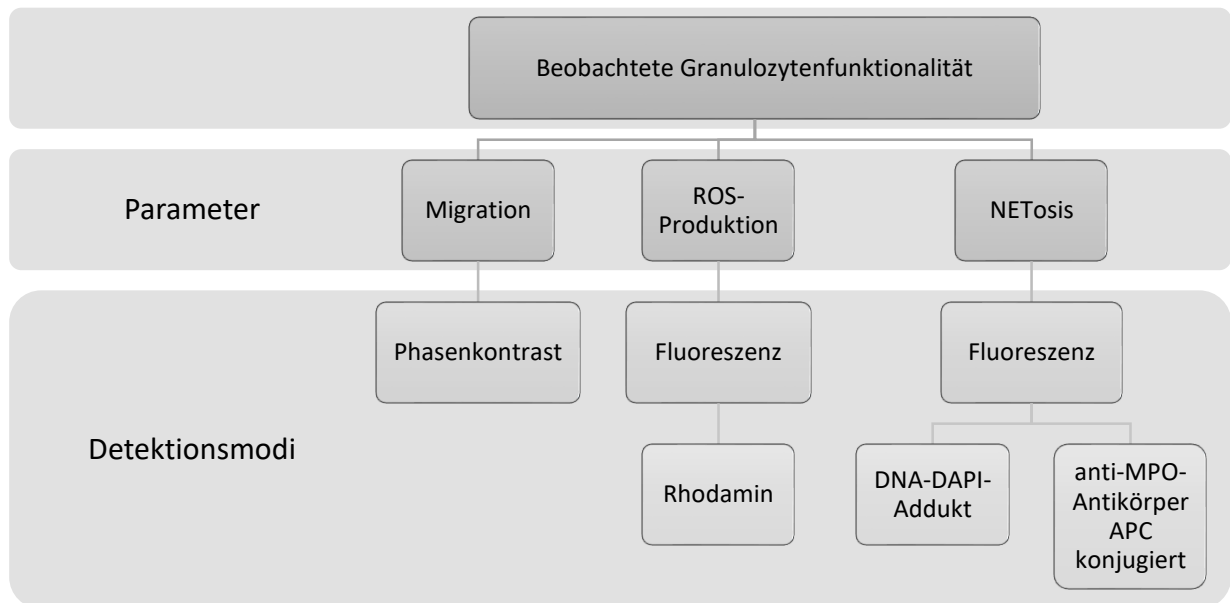 Beobachtete Granulozytenfunktionalität
Parameter
Migration
ROS-
Produktion
NETosis
Detektionsmodi
Phasenkontrast
Fluoreszenz
Fluoreszenz
Rhodamin
DNA-DAPI-
Addukt
anti-MPO-
Antikörper
APC
konjugiert